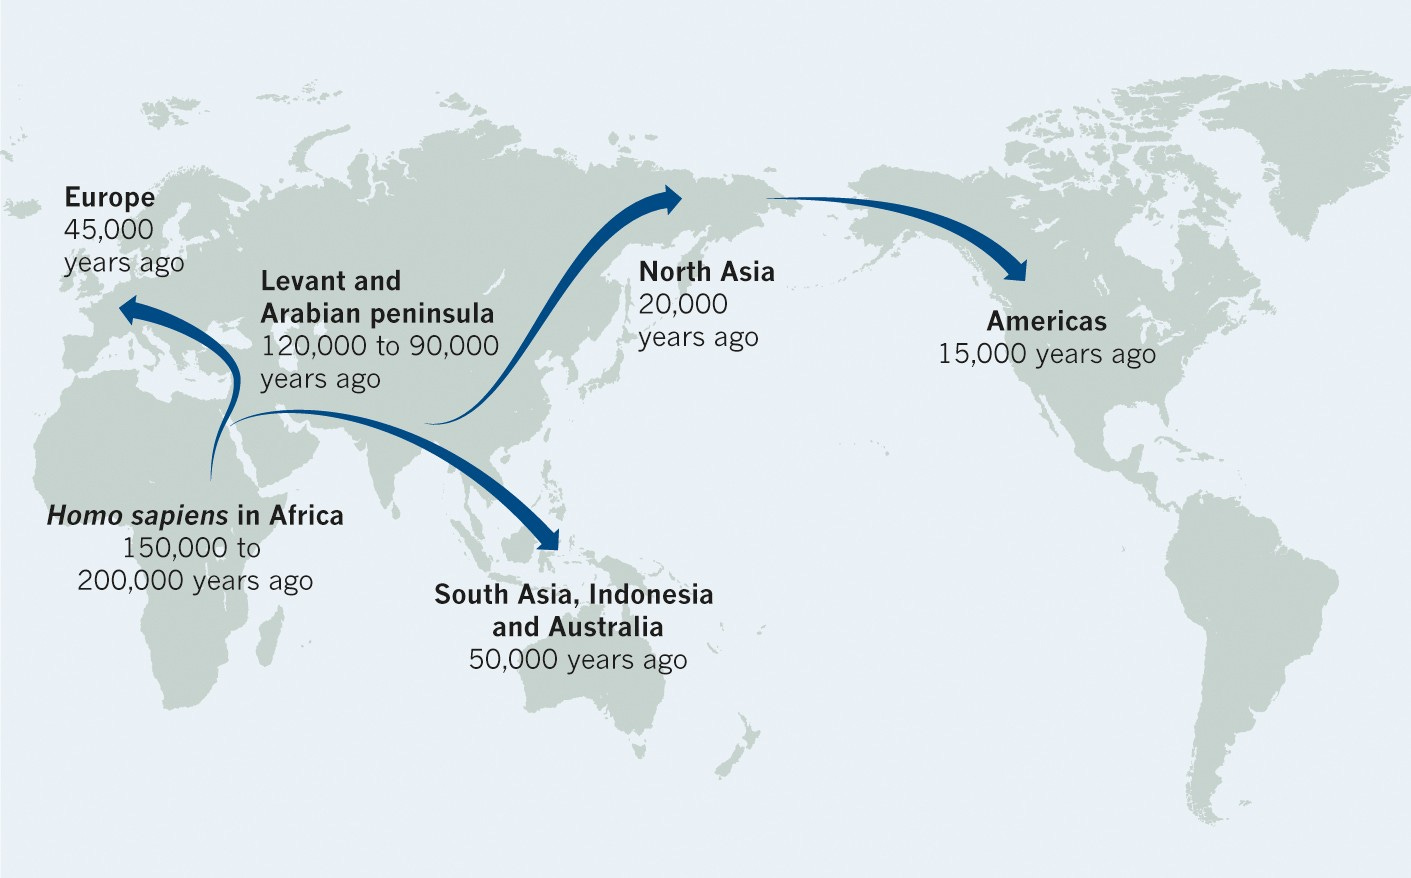 Europe
45,000
years ago
Levant and
Arabian peninsula
120,000 to 90,000
years ago
North Asia
20,000
years ago
Americas
15,000 years ago
Homo sapiens in Africa
150,000 to
200,000 years ago
South Asia, Indonesia
and Australia
50,000 years ago